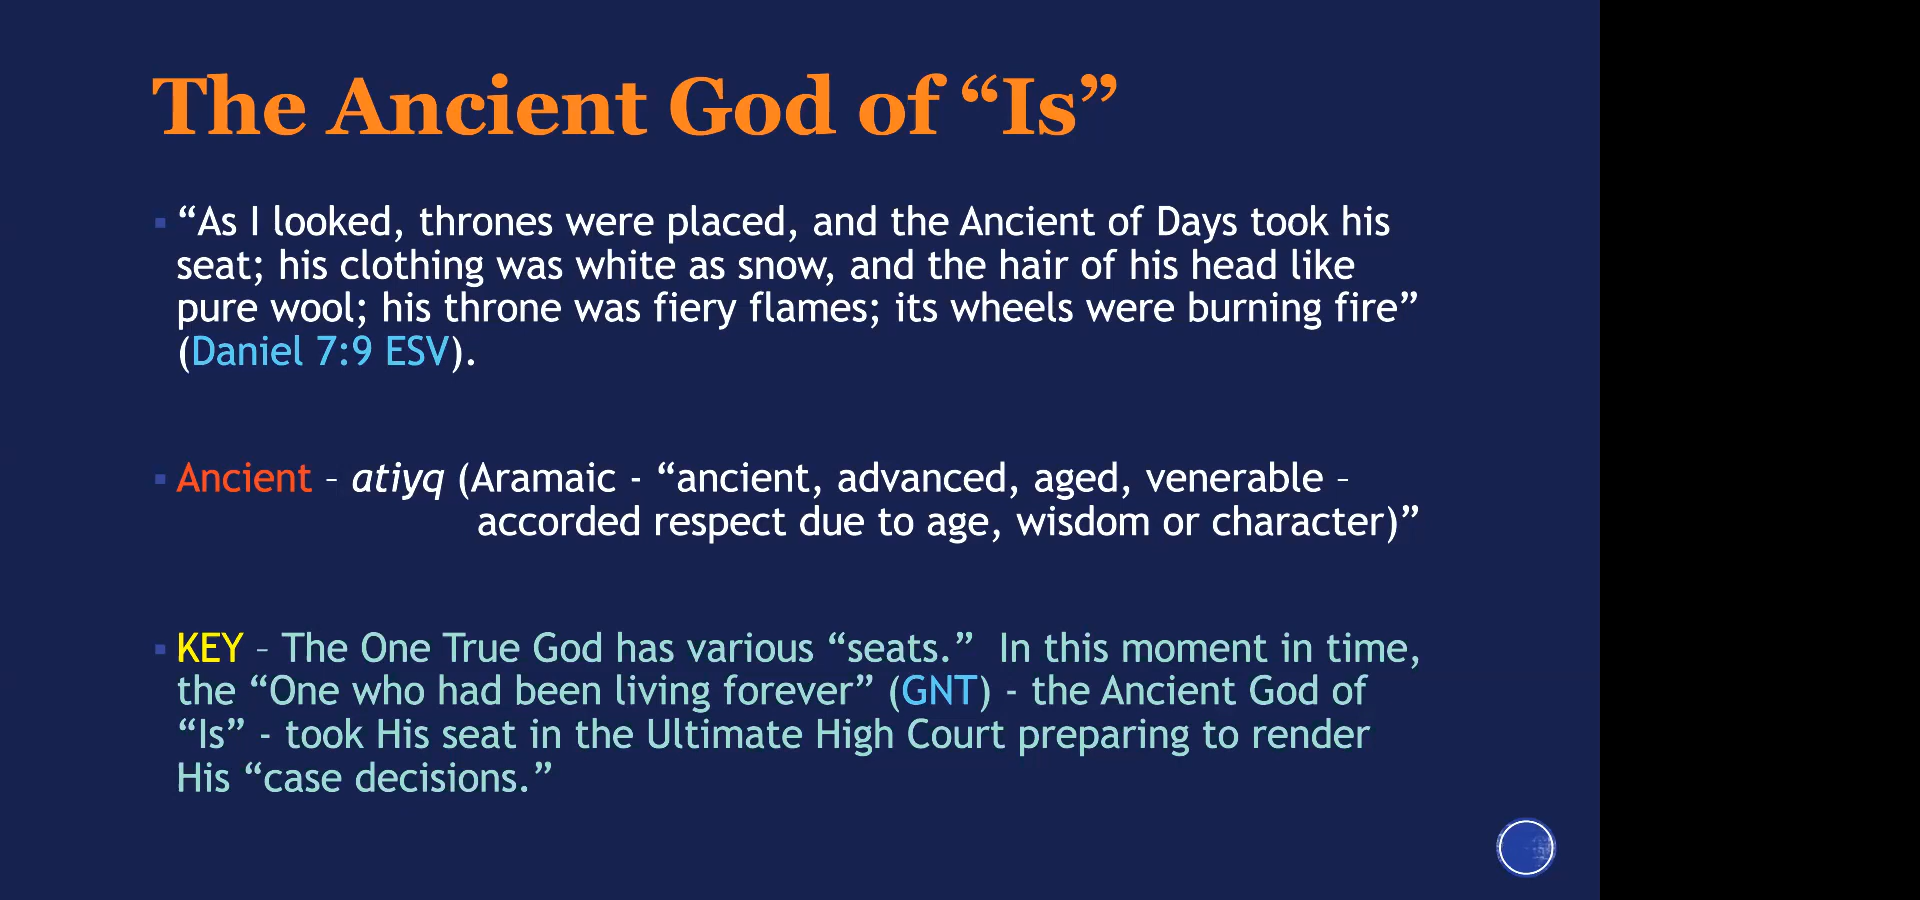 The Ancient God of “Is”
“As I looked, thrones were placed, and the Ancient of Days took his
seat; his clothing was white as snow, and the hair of his head like
pure wool; his throne was fiery flames; its wheels were burning fire”
(Daniel 7:9 ESV).
Ancient – atiyq (Aramaic - “ancient, advanced, aged, venerable –
accorded respect due to age, wisdom or character)”
KEY – The One True God has various “seats.”  In this moment in time,
the “One who had been living forever” (GNT) - the Ancient God of
“Is” - took His seat in the Ultimate High Court preparing to render
His “case decisions.”